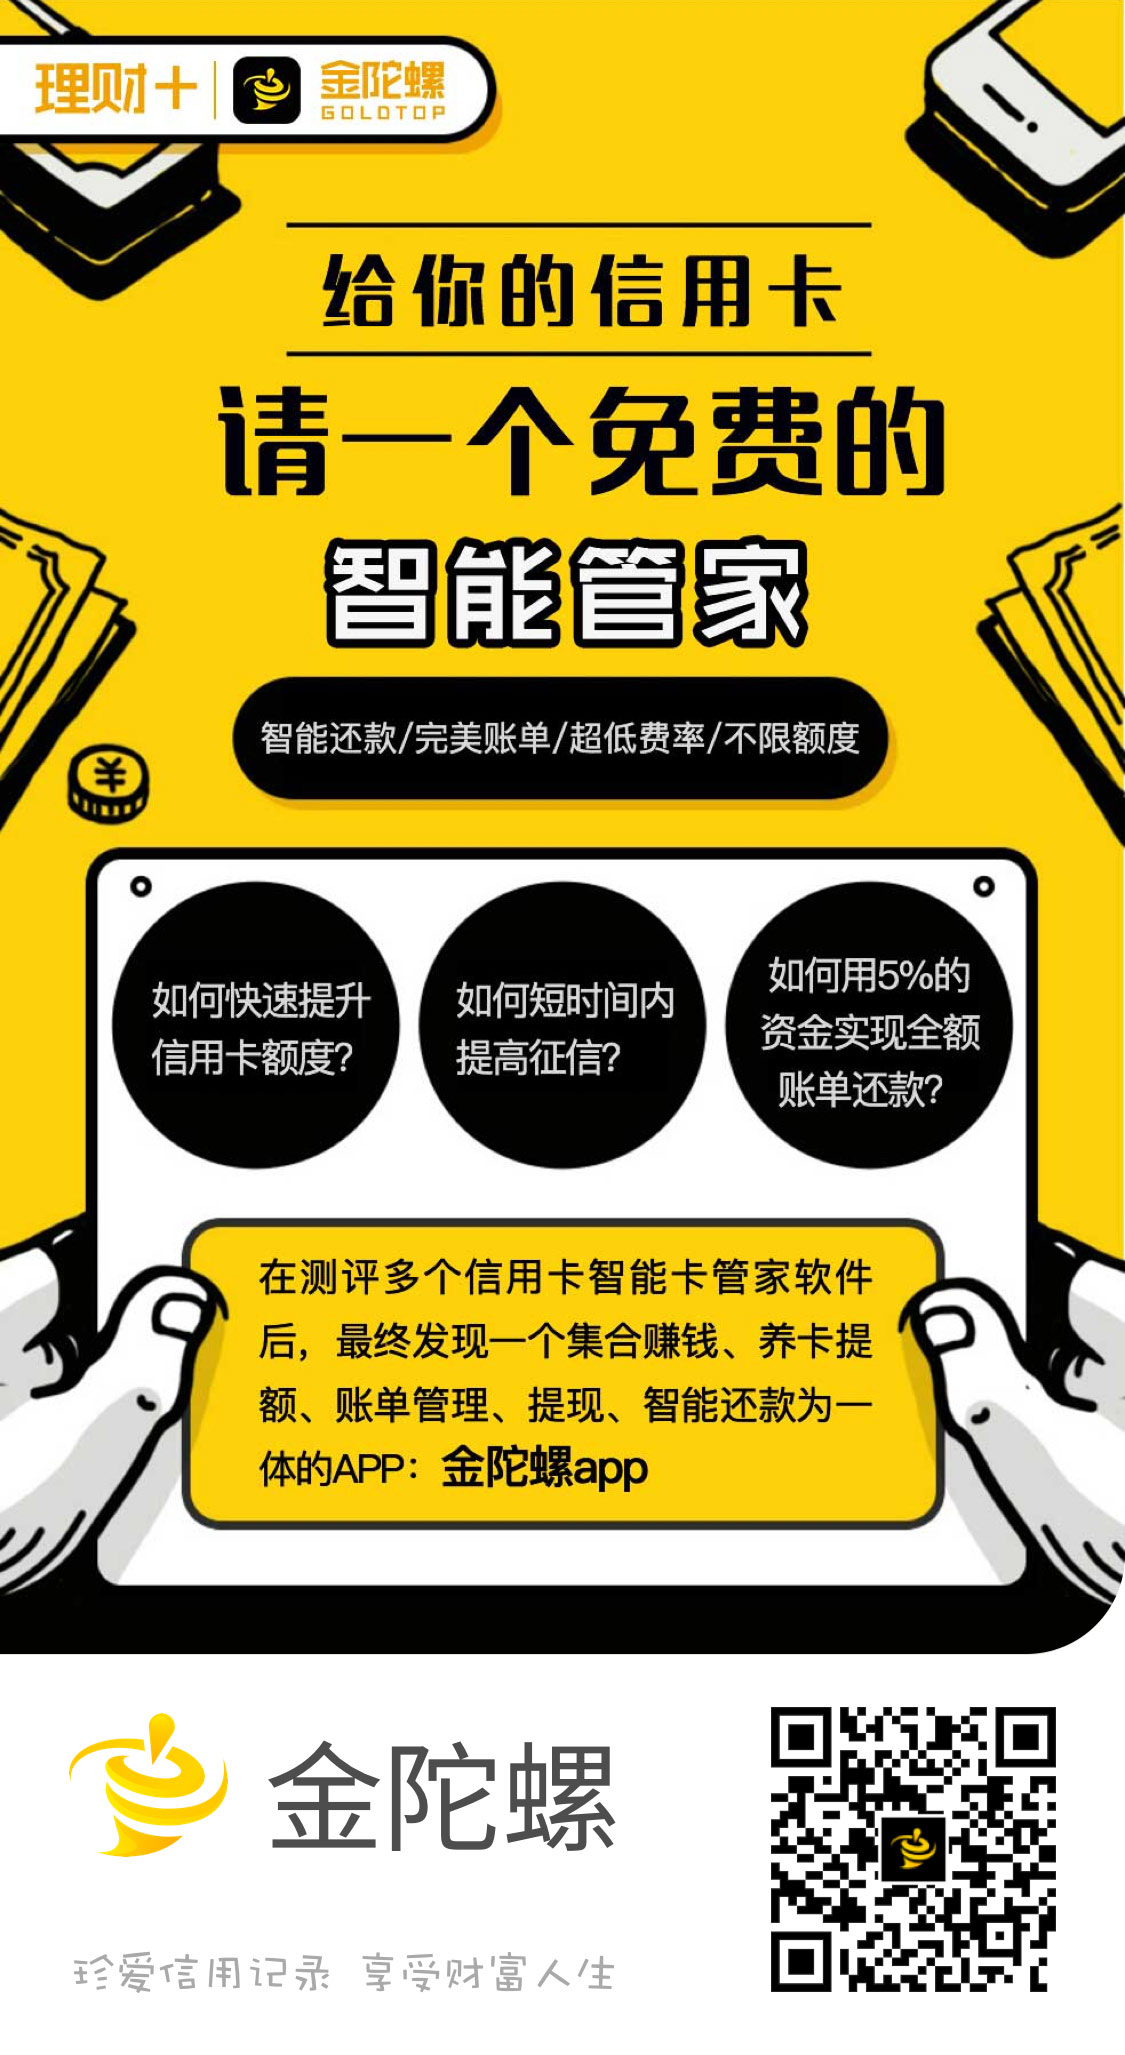 理财+ 金陀螺
GOLDTOP
给你的信用卡
请一个免费的
智能管家
智能还款/完美账单/超低费率/不限额度
¥
如何快速提升
信用卡额度?
如何短时间内
提高征信?
如何用5%的
资金实现全额
账单还款?
在测评多个信用卡智能卡管家软件
后，最终发现一个集合赚钱、养卡提
额、账单管理、提现、智能还款为一
体的APP：金陀螺app
金陀螺
珍爱信用记录 享受财富人生